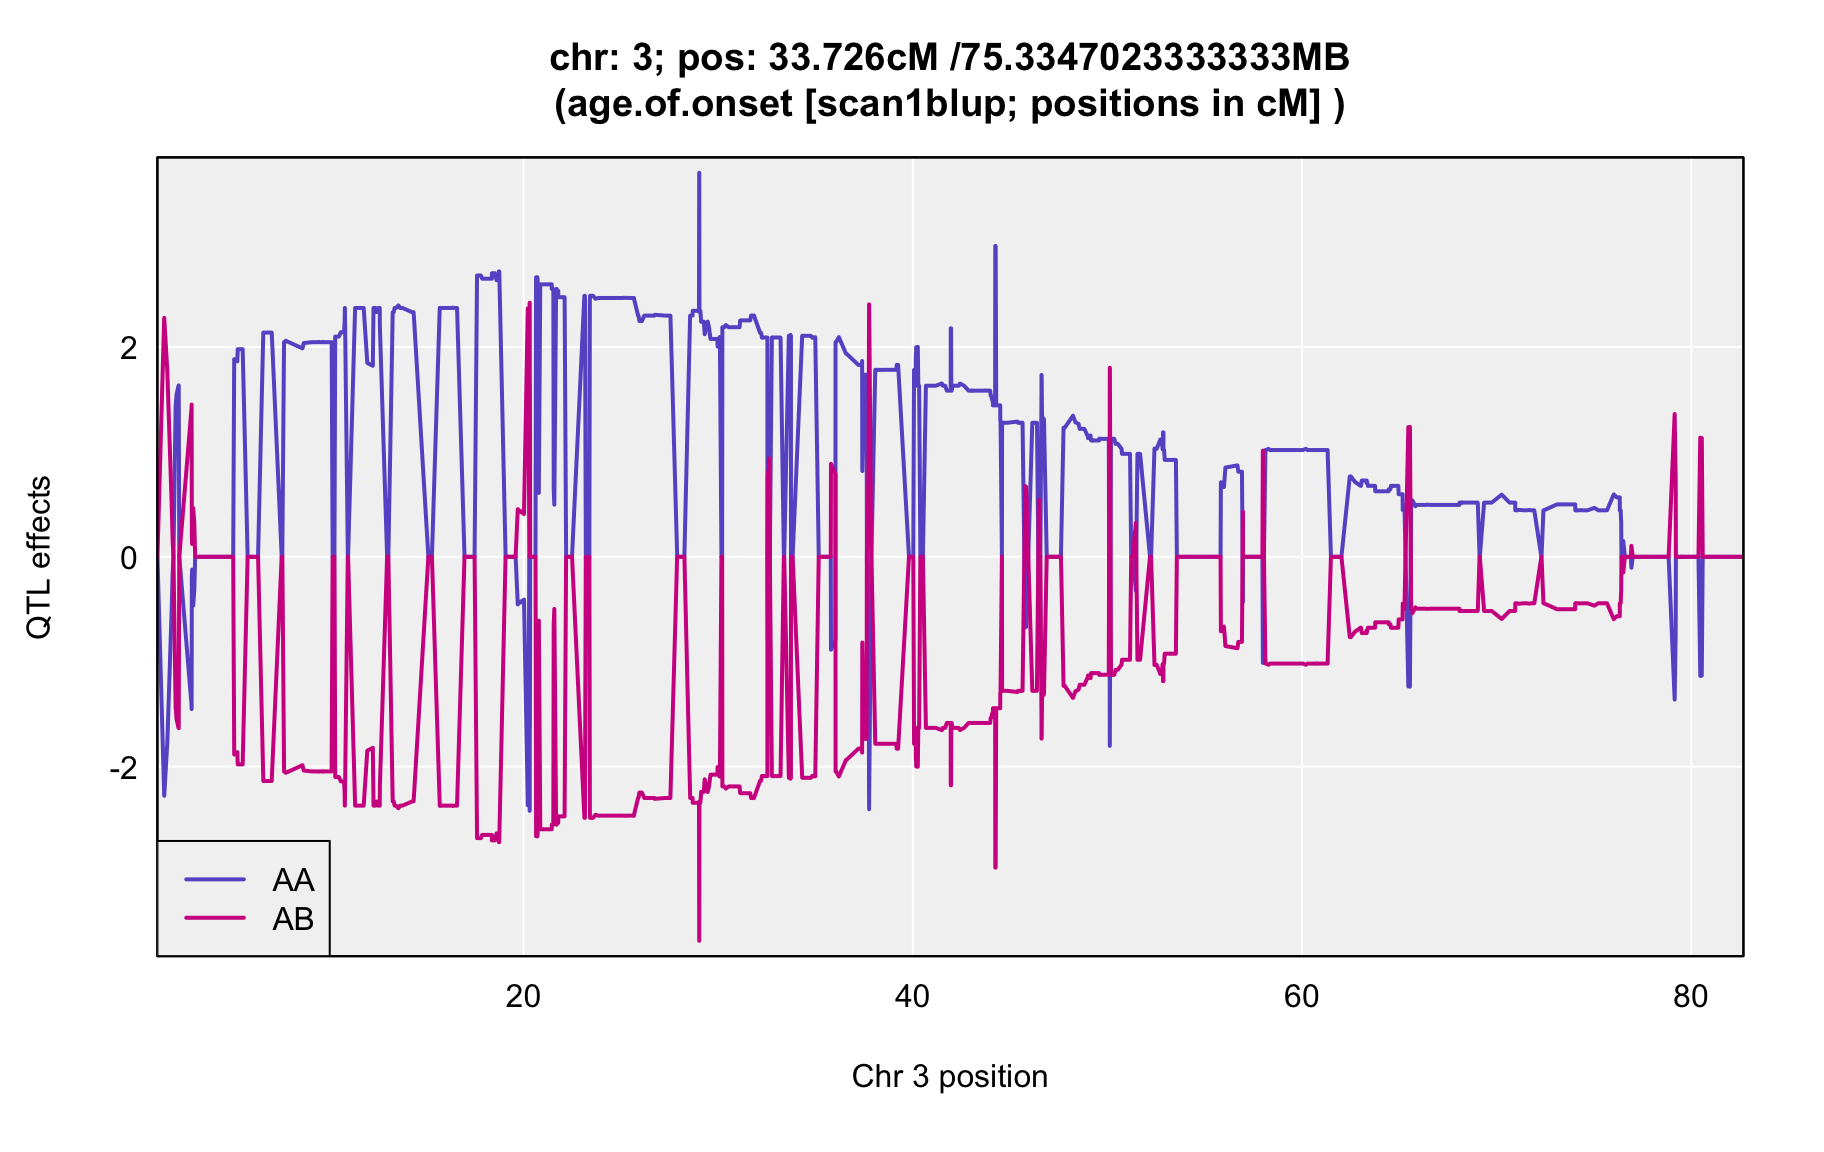 chr: 3; pos: 33.726cM /75.3347023333333MB
(age.of.onset [scan1blup; positions in cM] )
QTL effects
2
0
-2
AA
AB
20 40 60 80
Chr 3 position